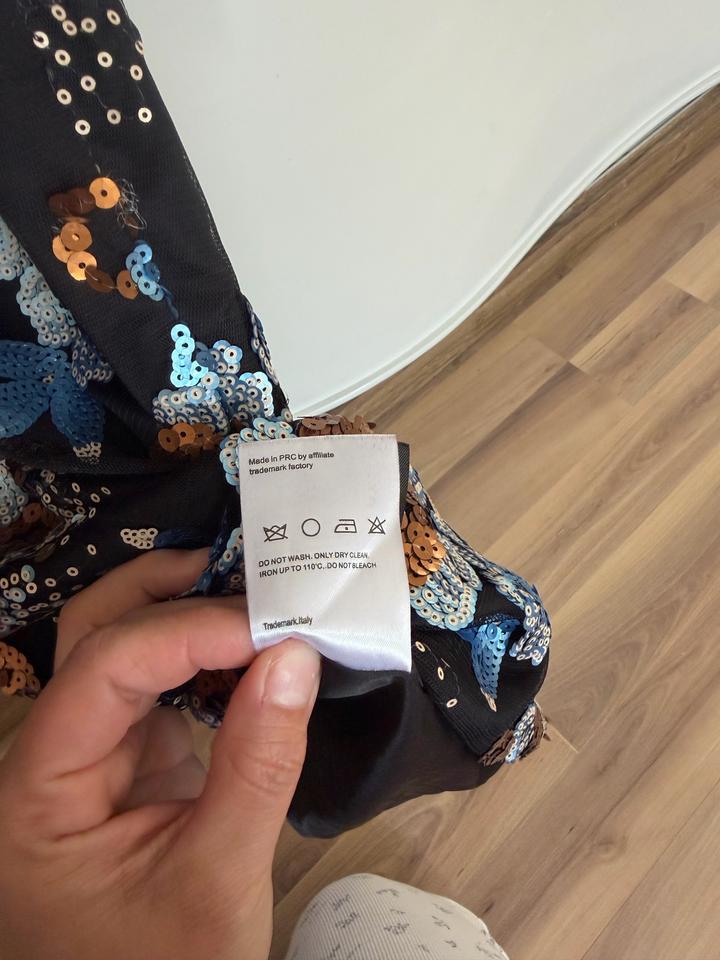 Made in PRC by affiliate
trademark factory
DO NOT WASH. ONLY DRY CLEAN.
IRON UP TO 110°C..DO NOT BLEACH
Trademark.Italy